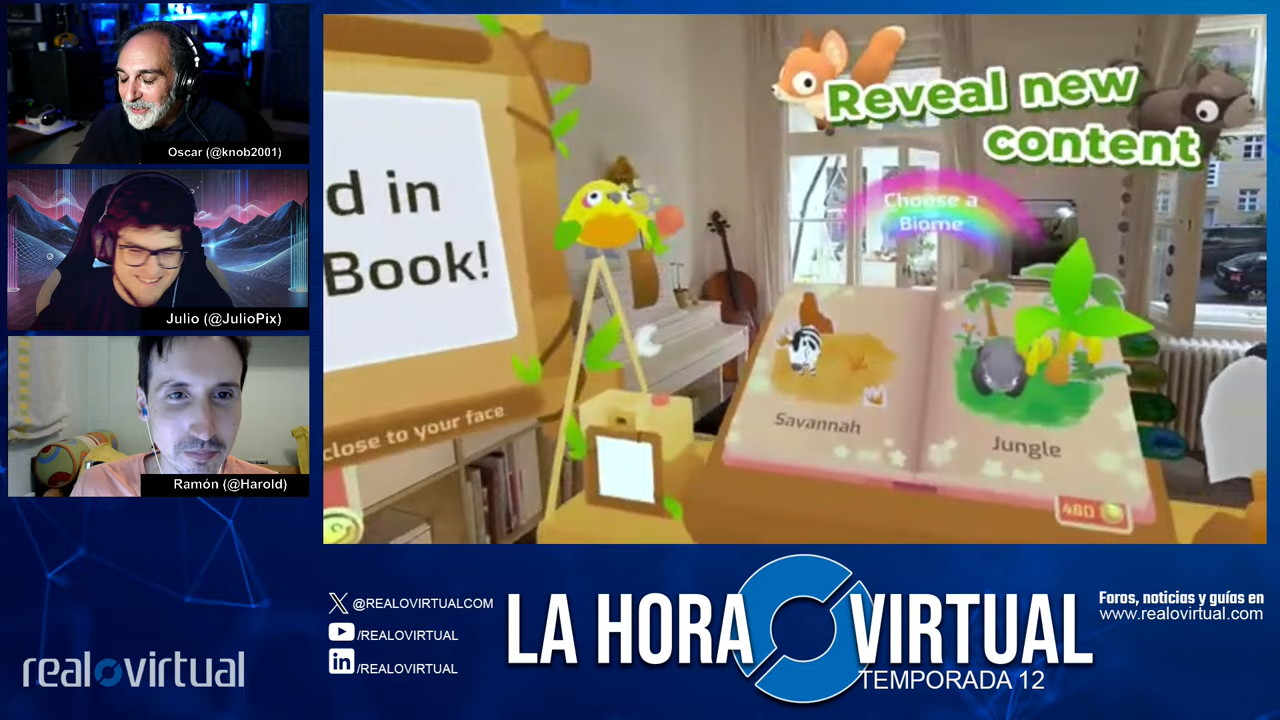 Oscar (@knob2001)
Julio (@JulioPix)
Ramón (@Harold)
d in
Book!
close to your face
Reveal new
content
Choose a
Biome
Savannah
Jungle
480
realovirtual
@REALOVIRTUALCOM
/REALOVIRTUAL
/REALOVIRTUAL
LA HORA VIRTUAL
TEMPORADA 12
Foros, noticias y guías en
www.realovirtual.com